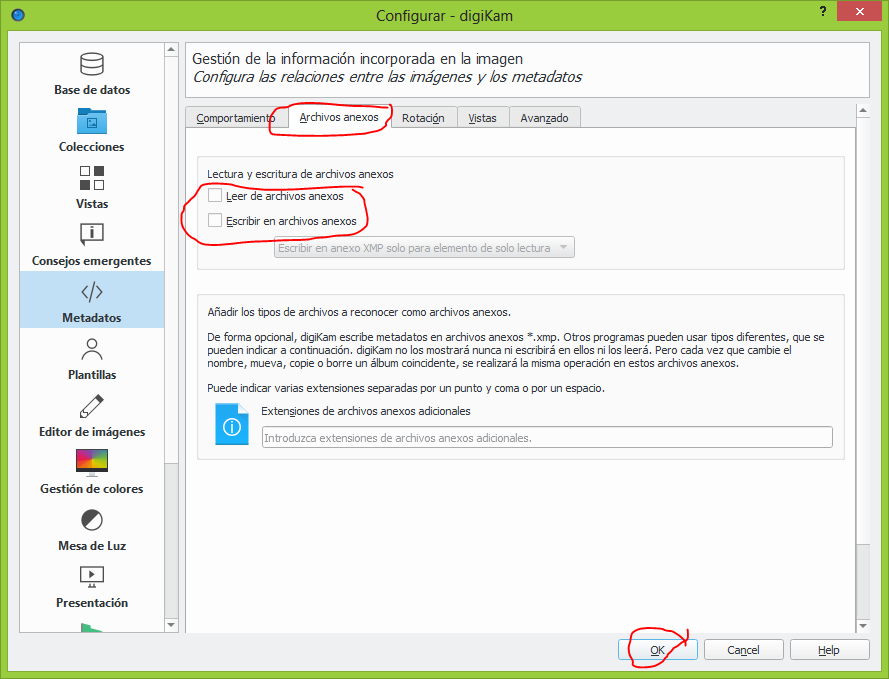 Configurar - digiKam
?
Base de datos
Colecciones
Vistas
Consejos emergentes
Metadatos
Plantillas
Editor de imágenes
Gestión de colores
Mesa de Luz
Presentación
Gestión de la información incorporada en la imagen
Configura las relaciones entre las imágenes y los metadatos
Comportamiento Archivos anexos Rotación Vistas Avanzado
Lectura y escritura de archivos anexos
Leer de archivos anexos
Escribir en archivos anexos
Escribir en anexo XMP solo para elemento de solo lectura
Añadir los tipos de archivos a reconocer como archivos anexos.
De forma opcional, digiKam escribe metadatos en archivos anexos *.xmp. Otros programas pueden usar tipos diferentes, que se
pueden indicar a continuación. digiKam no los mostrará nunca ni escribirá en ellos ni los leerá. Pero cada vez que cambie el
nombre, mueva, copie o borre un álbum coincidente, se realizará la misma operación en estos archivos anexos.
Puede indicar varias extensiones separadas por un punto y coma o por un espacio.
Extensiones de archivos anexos adicionales
Introduzca extensiones de archivos anexos adicionales.
OK Cancel Help